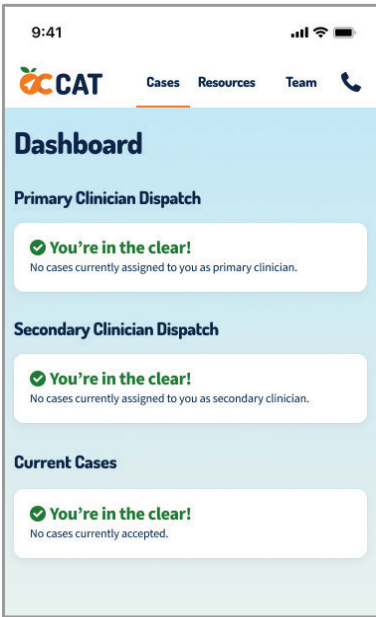 9:41
OC CAT Cases Resources Team
Dashboard
Primary Clinician Dispatch
You're in the clear!
No cases currently assigned to you as primary clinician.
Secondary Clinician Dispatch
You're in the clear!
No cases currently assigned to you as secondary clinician.
Current Cases
You're in the clear!
No cases currently accepted.